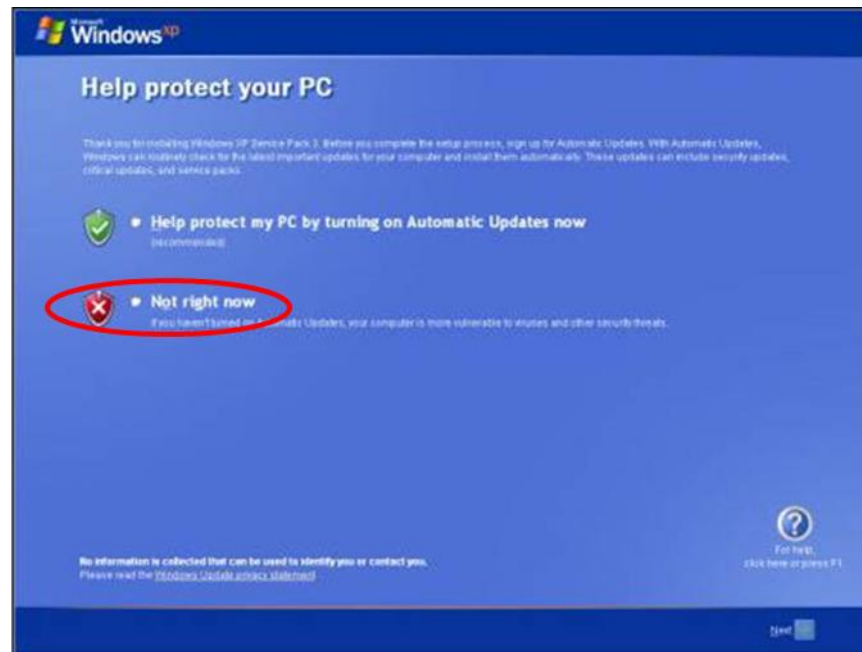 Microsoft
Windows xp
Help protect your PC
Thank you for installing Windows XP Service Pack 3. Before you complete the setup process, sign up for Automatic Updates. With Automatic Updates,
Windows can routinely check for the latest important updates for your computer and install them automatically. These updates can include security updates,
critical updates, and service packs.
Help protect my PC by turning on Automatic Updates now
(recommended)
Not right now
If you haven't turned on Automatic Updates, your computer is more vulnerable to viruses and other security threats.
No information is collected that can be used to identify you or contact you.
Please read the Windows Update privacy statement
For help,
click here or press F1
Next